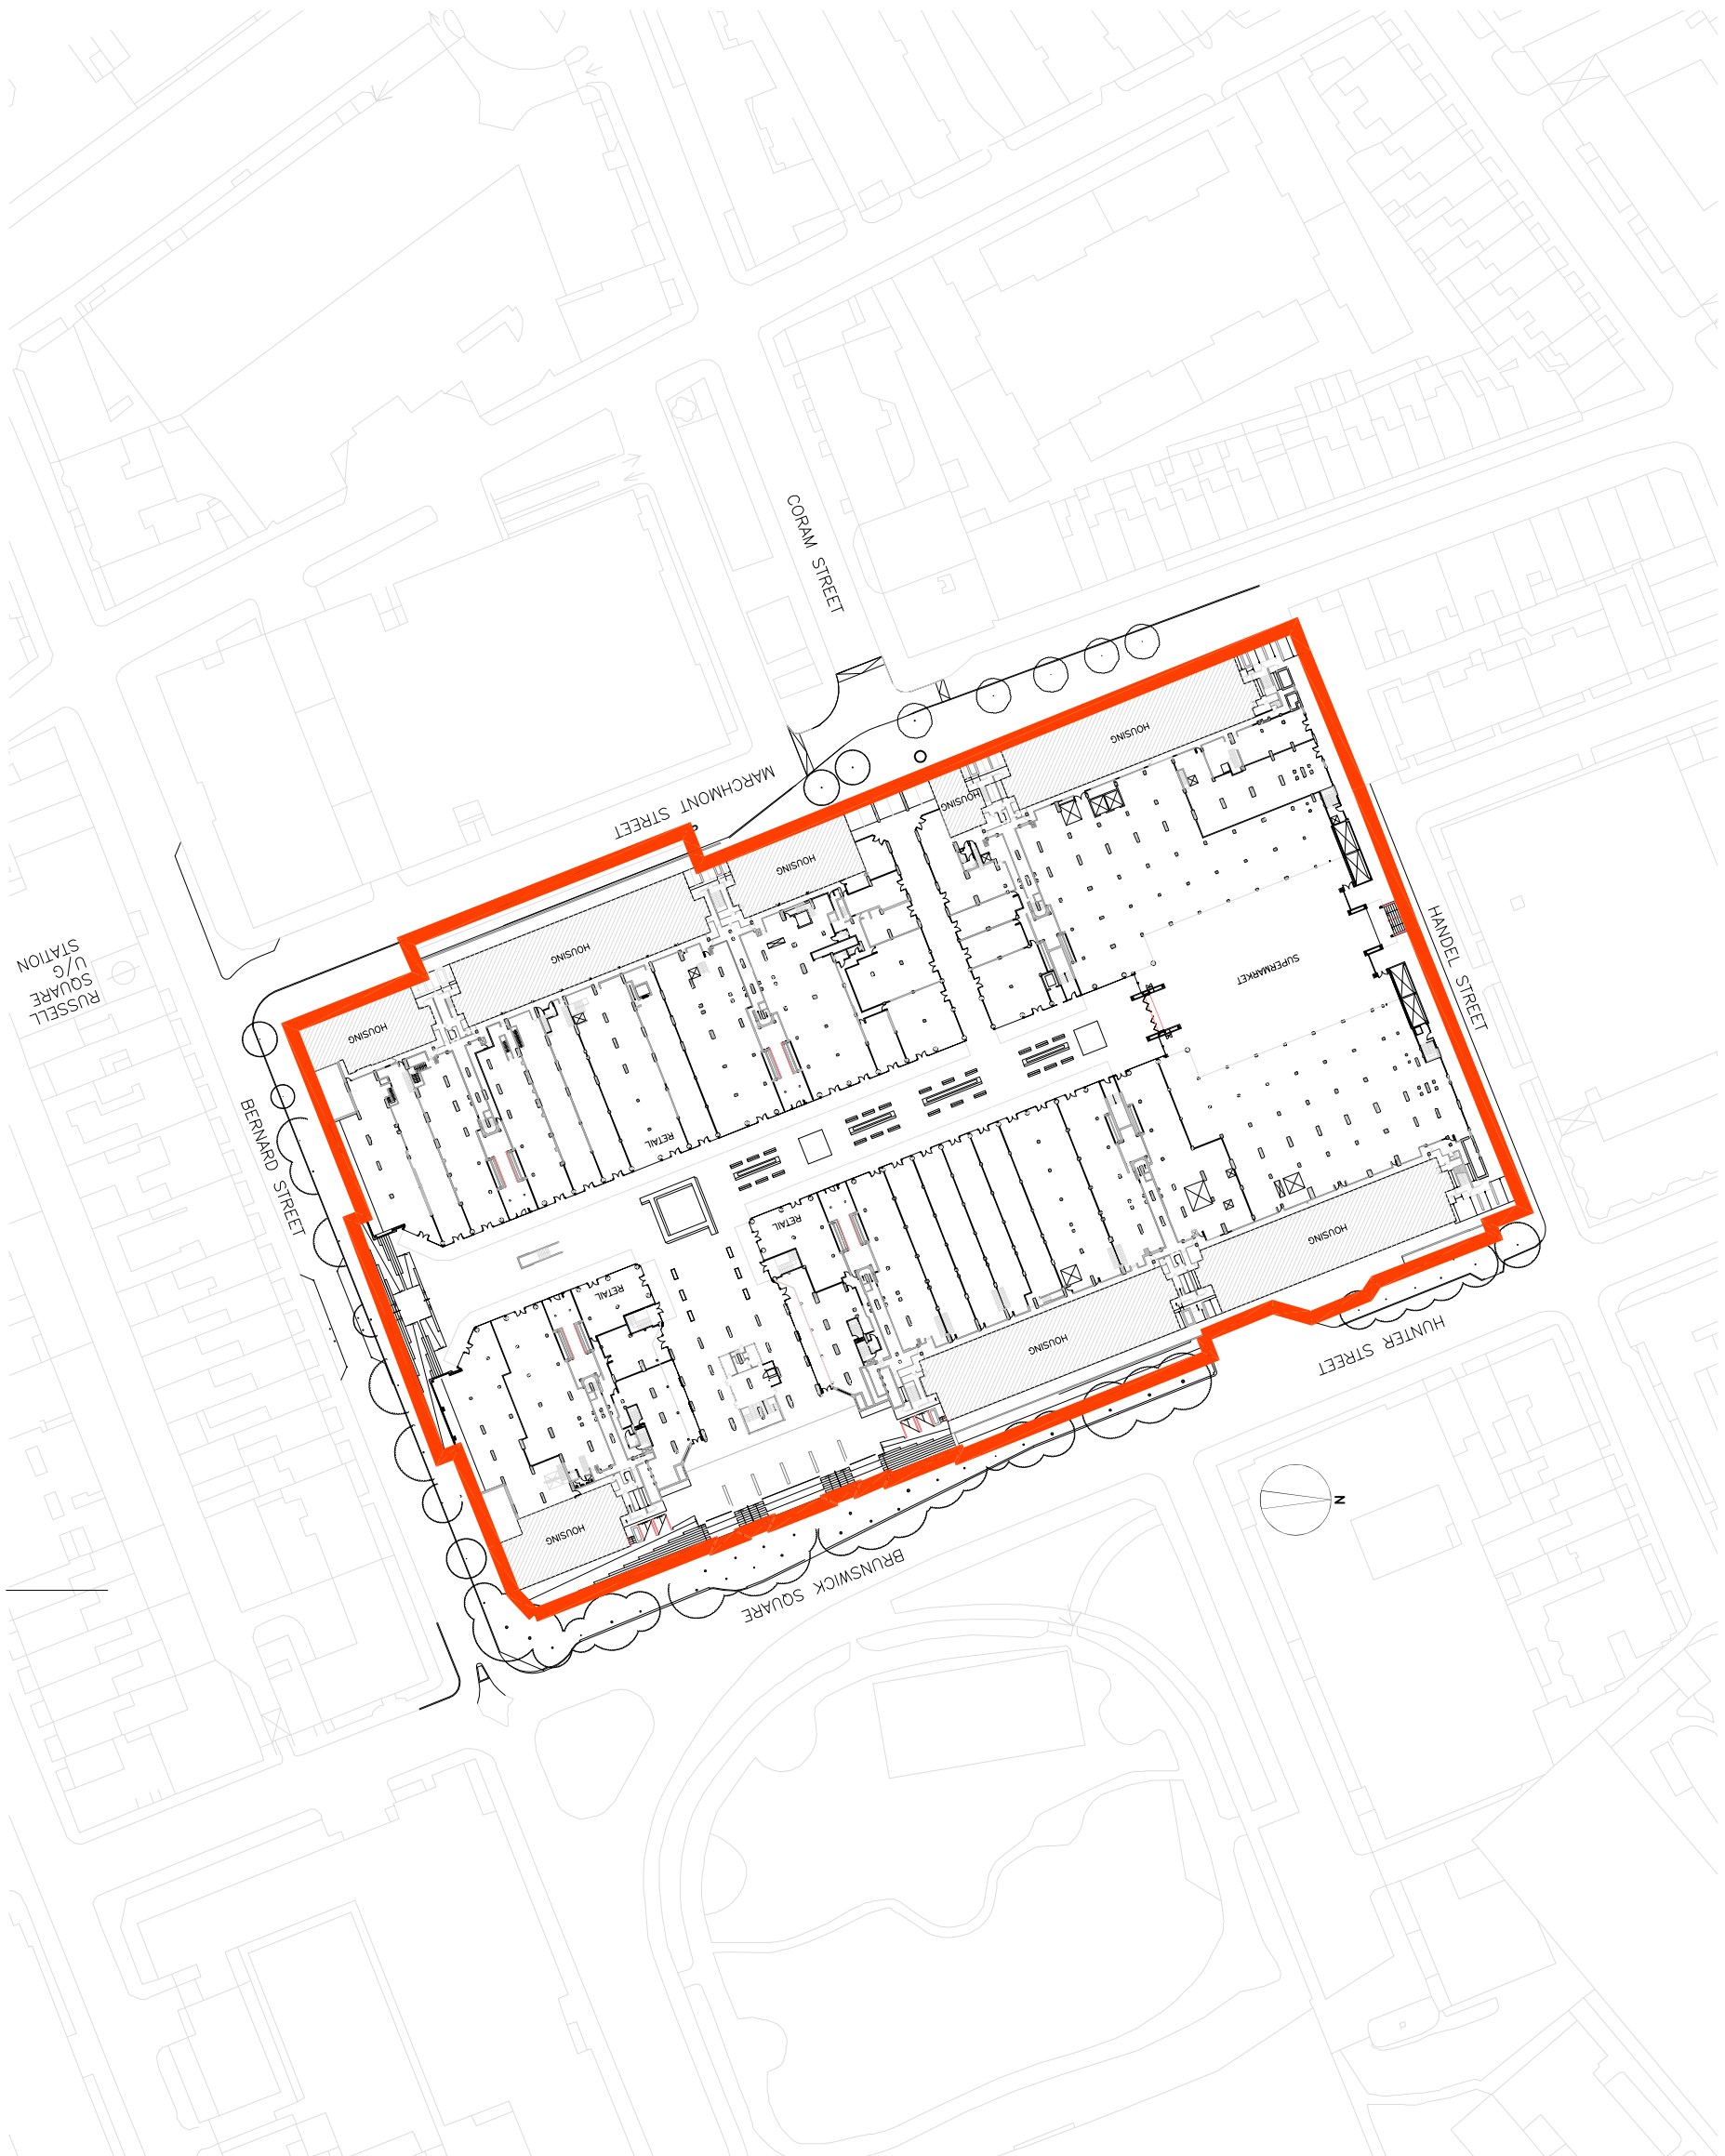 CORAM STREET
MARCHMONT STREET
HOUSING
HOUSING
HOUSING
HOUSING
HOUSING
RUSSELL
SQUARE
U/G
STATION
HANDEL STREET
SUPERMARKET
BERNARD STREET
RETAIL
RETAIL
RETAIL
HOUSING
HOUSING
HOUSING
HUNTER STREET
N
BRUNSWICK SQUARE